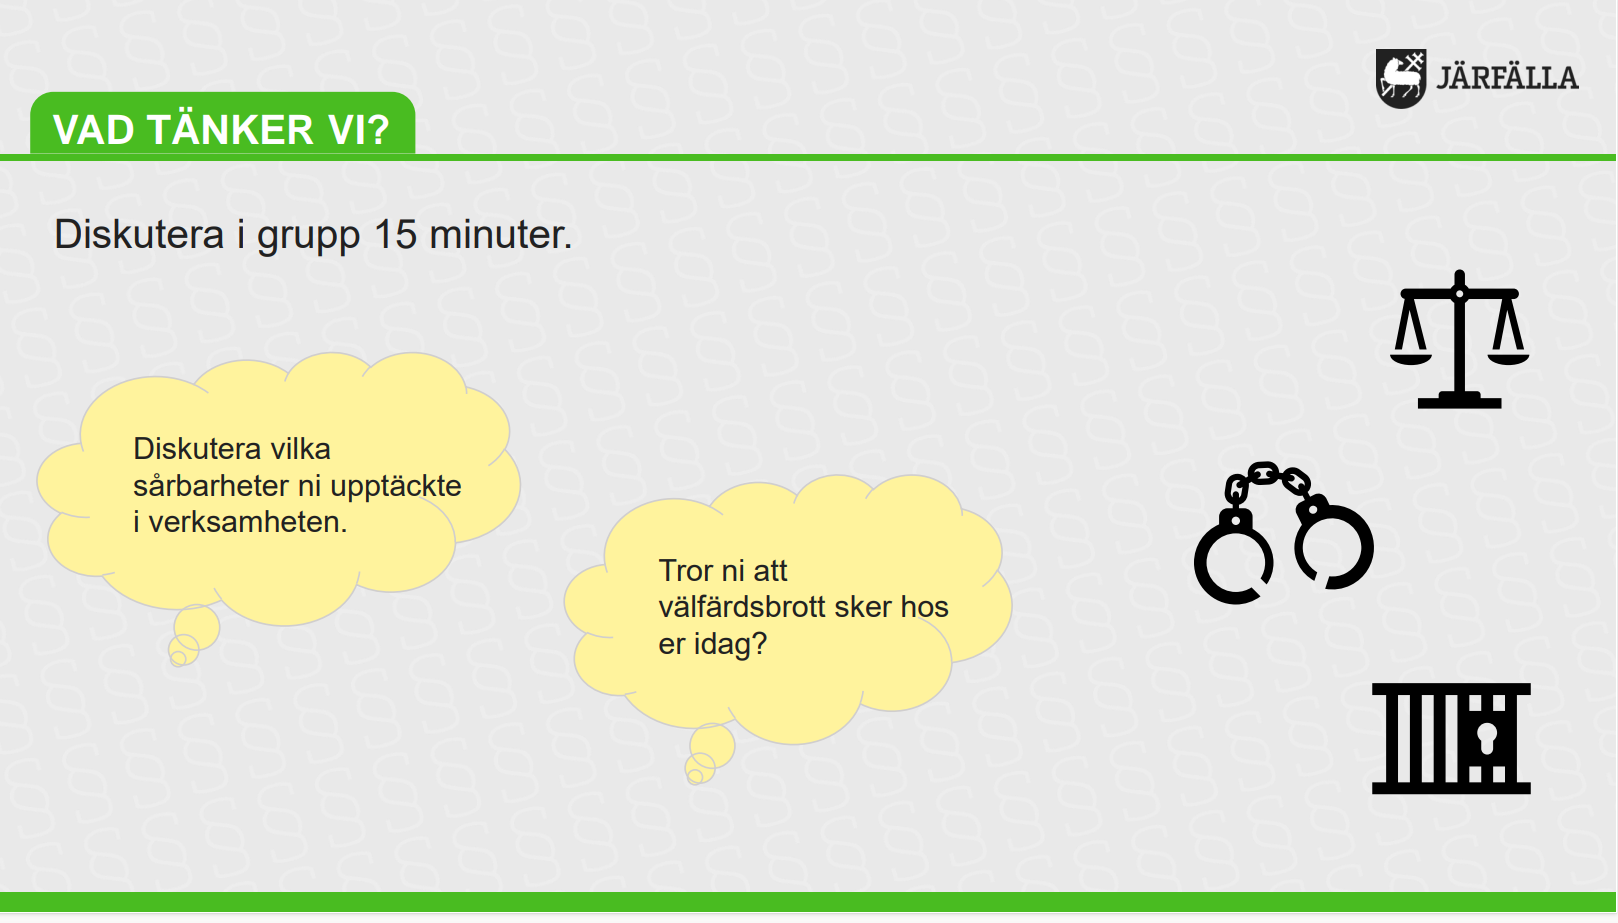 JÄRFÄLLA
VAD TÄNKER VI?
Diskutera i grupp 15 minuter.
Diskutera vilka
sårbarheter ni upptäckte
i verksamheten.
Tror ni att
välfärdsbrott sker hos
er idag?